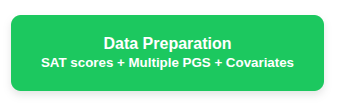 Data Preparation
SAT scores + Multiple PGS + Covariates